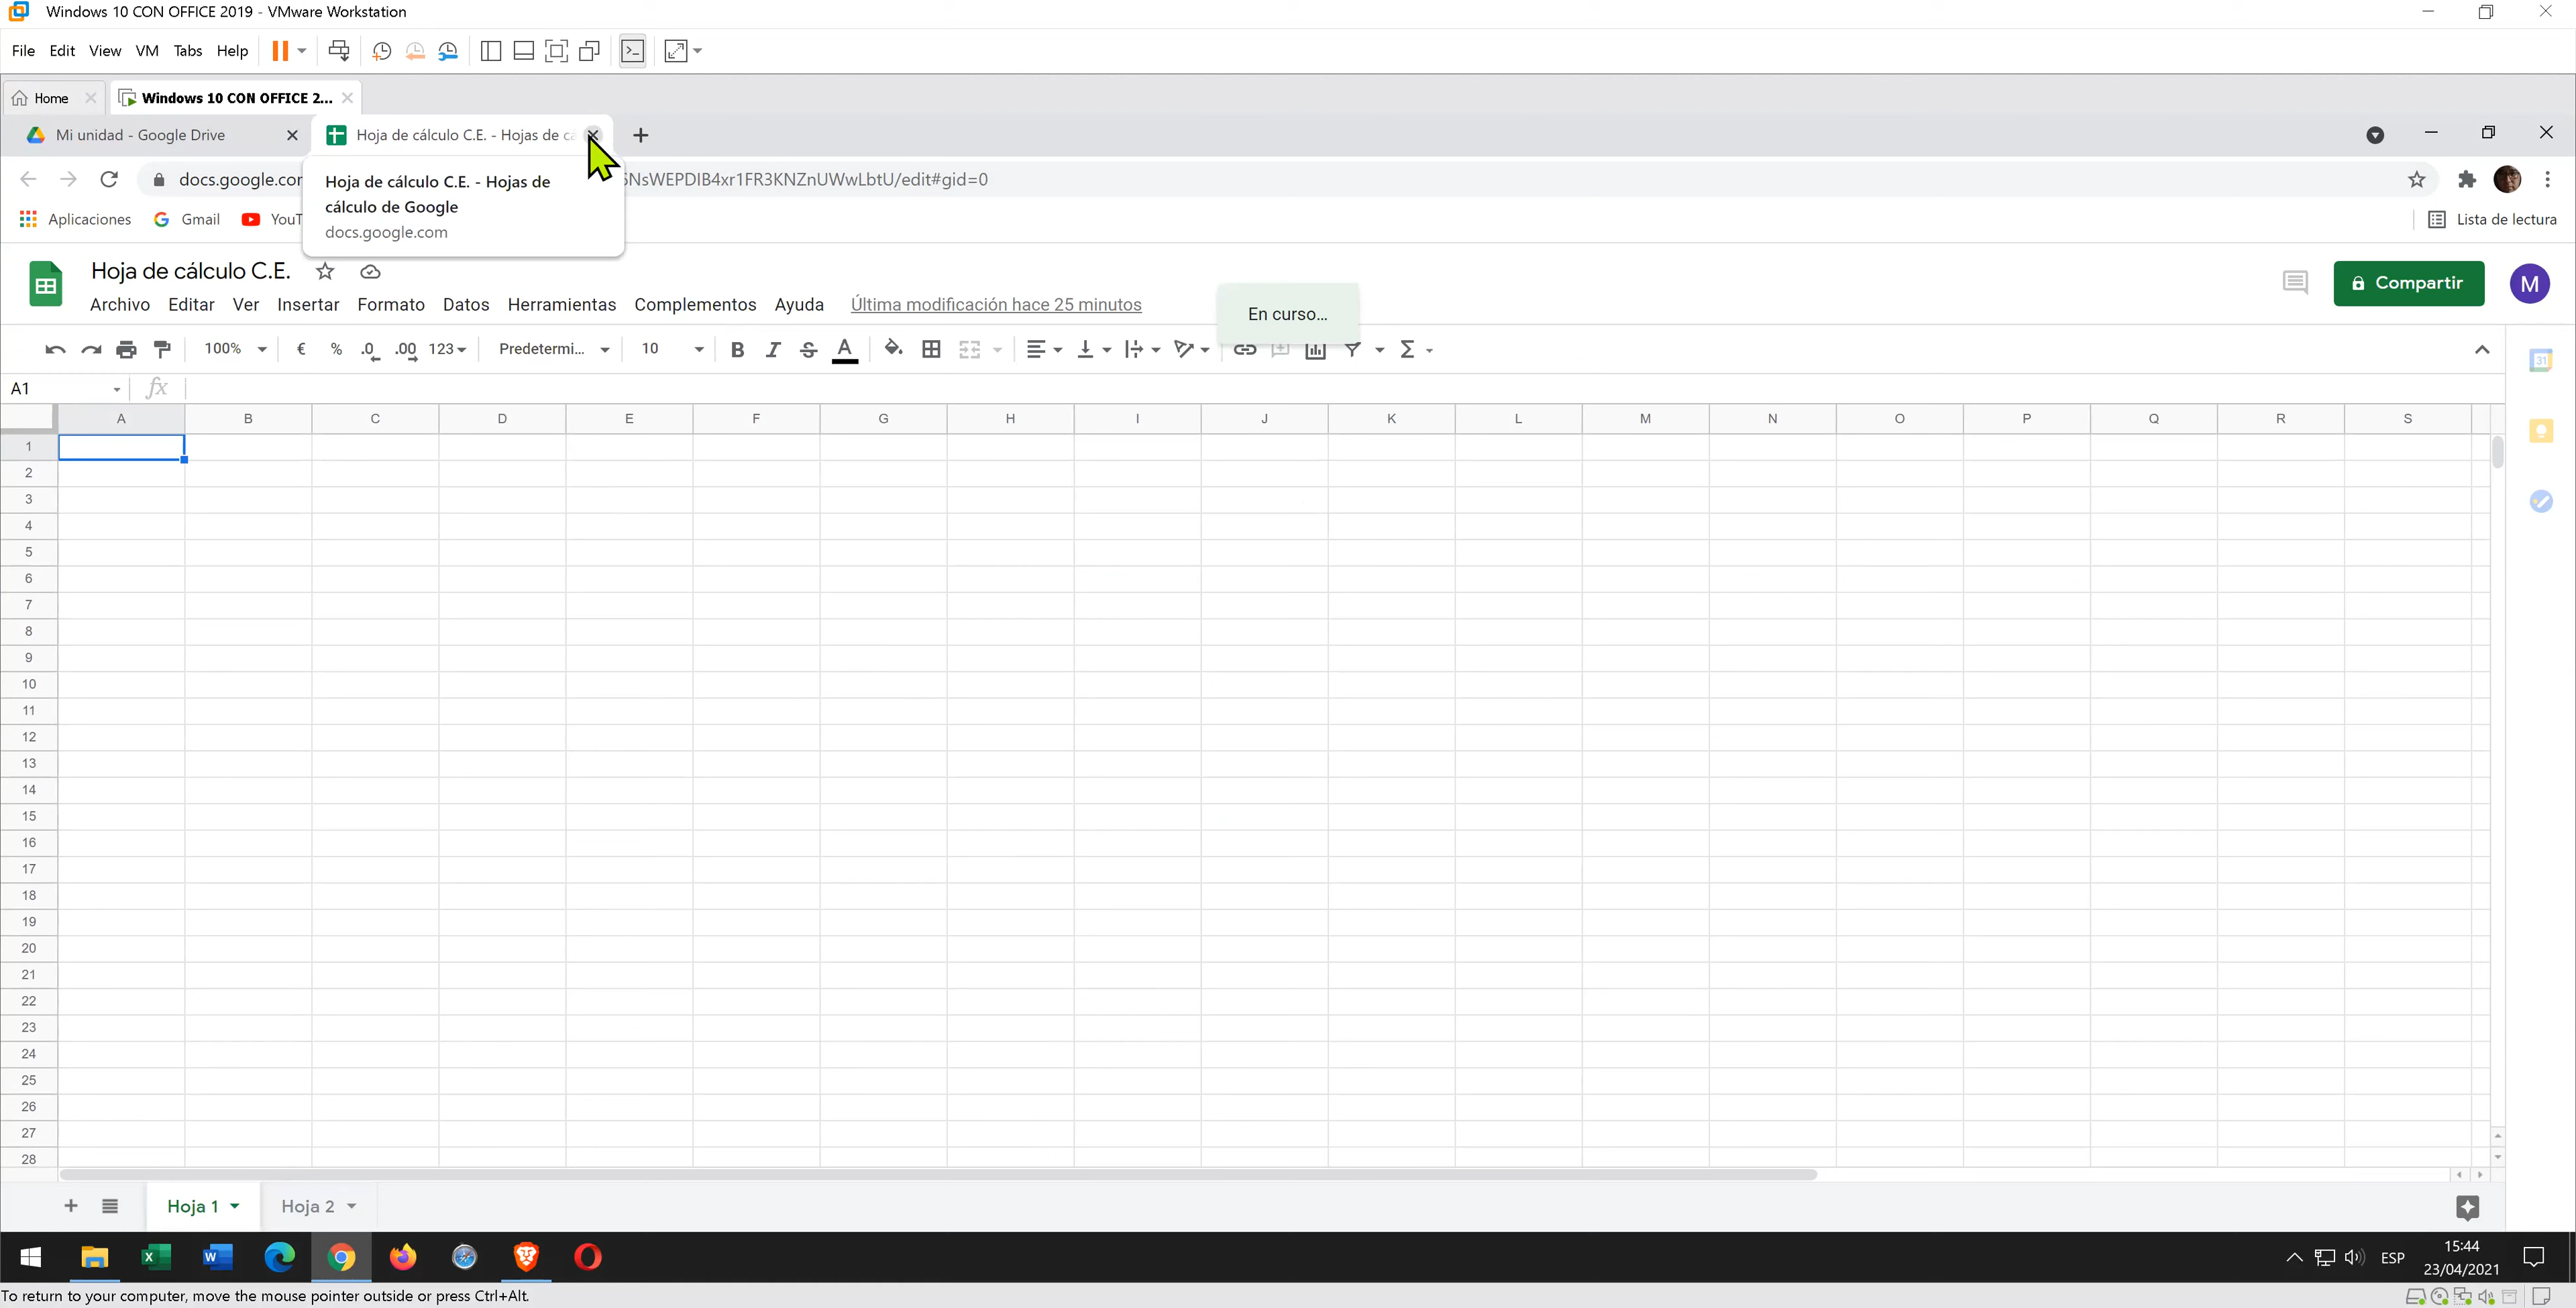 Windows 10 CON OFFICE 2019 - VMware Workstation
File Edit View VM Tabs Help
Home Windows 10 CON OFFICE 2...
Mi unidad - Google Drive Hoja de cálculo C.E. - Hojas de
docs.google.com NsWEPDIB4xr1FR3KNZnUWwLbtU/edit#gid=0
Hoja de cálculo C.E. - Hojas de
cálculo de Google
docs.google.com
Aplicaciones Gmail YouT Lista de lectura
Hoja de cálculo C.E.
Compartir M
Archivo Editar Ver Insertar Formato Datos Herramientas Complementos Ayuda Última modificación hace 25 minutos
En curso...
100% € % .0 .00 123 Predetermi... 10 B I S A Σ
31
A1 fx
A B C D E F G H I J K L M N O P Q R S
1
2
3
4
5
6
7
8
9
10
11
12
13
14
15
16
17
18
19
20
21
22
23
24
25
26
27
28
Hoja 1 Hoja 2
ESP 15:44
23/04/2021
To return to your computer, move the mouse pointer outside or press Ctrl+Alt.